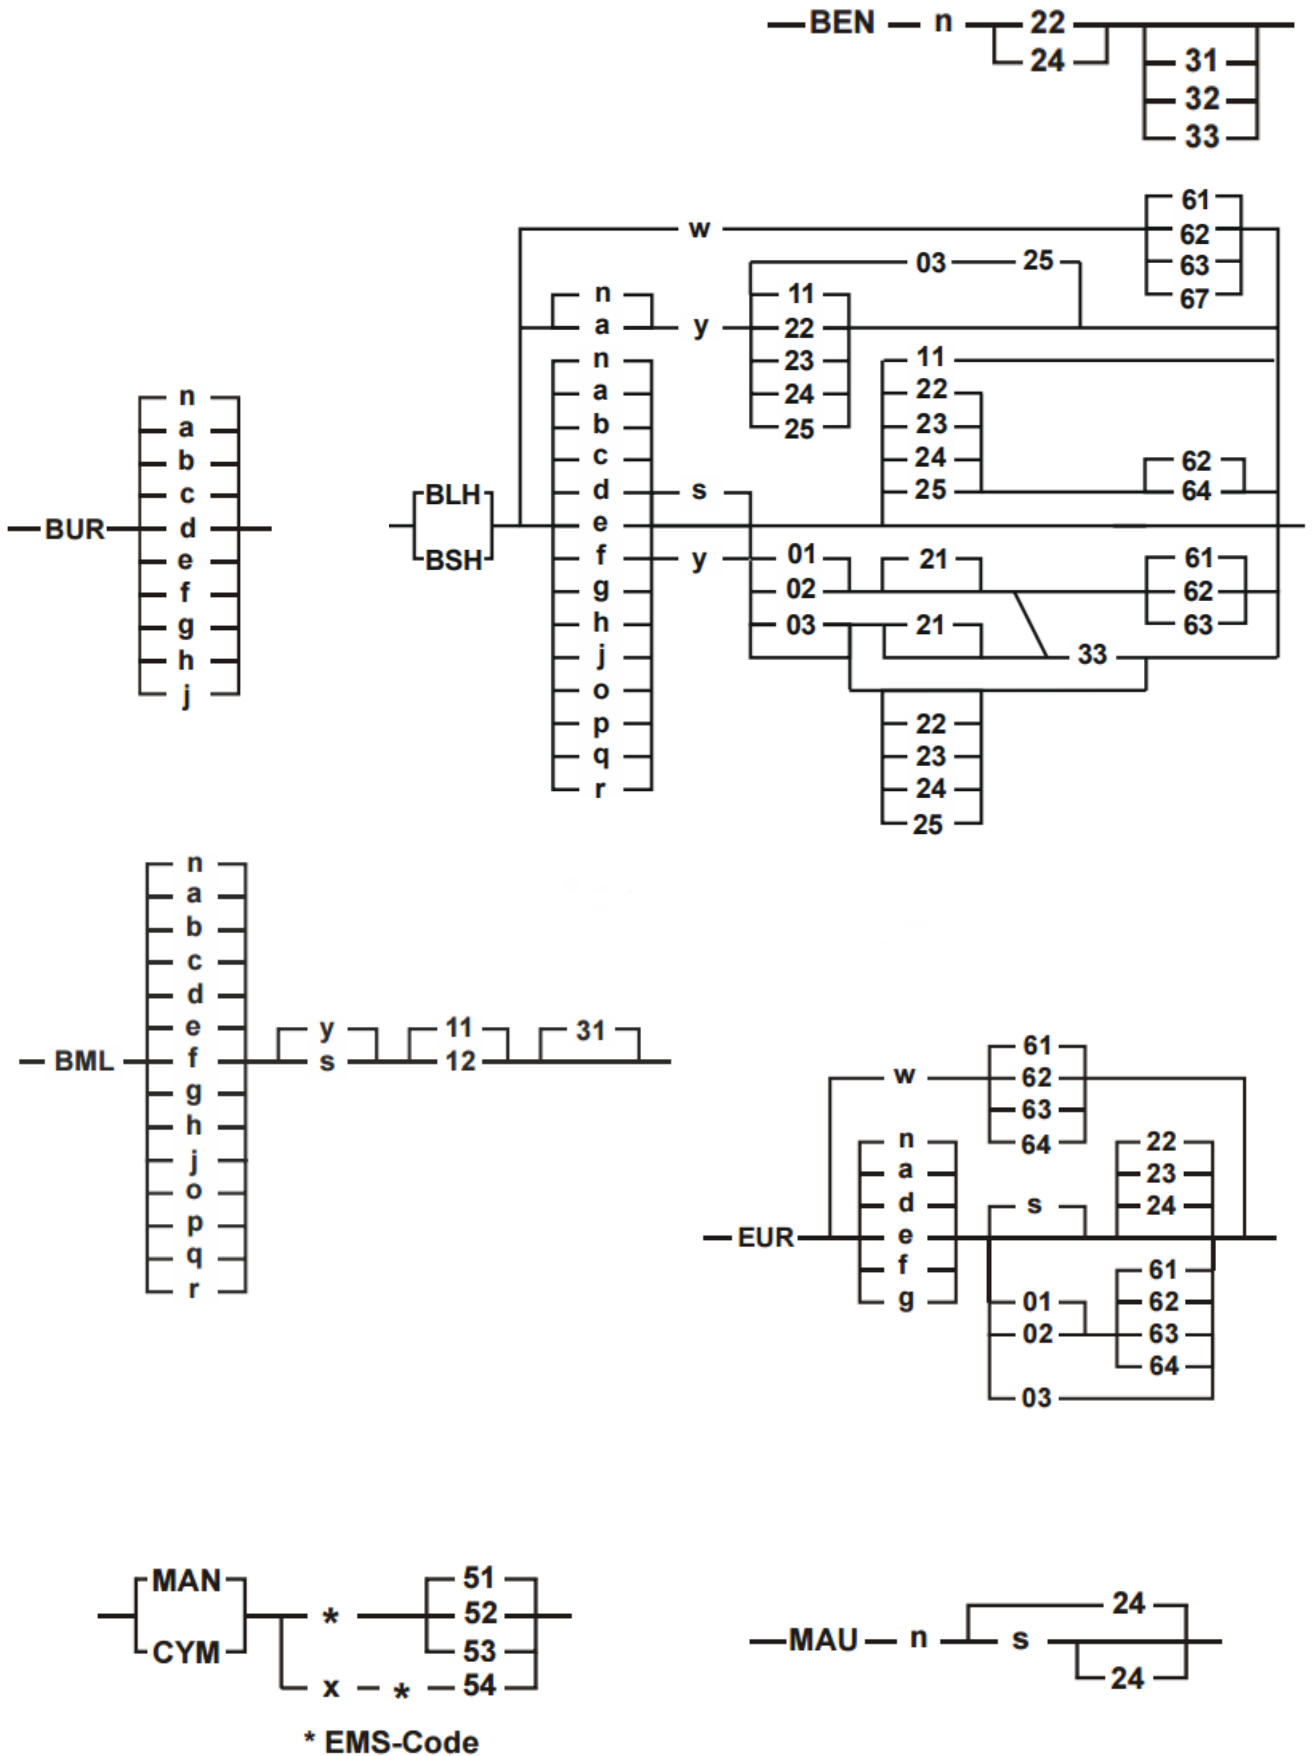 BEN n 22
24
31
32
33
61
w 62
03 25 63
67
n 11
a y 22
n 23 11
a 24 22
b 25 23
c 24 62
BLH d s 25 64
e
BSH f y 01 21 61
g 02 62
h 03 21 63
j 33
o
p 22
q 23
r 24
25
n
a
b
c
BUR d
e
f
g
h
j
n
a
b
c
d
e y 11 31
BML f s 12
g
h
j
o
p
q
r
61
w 62
63
64
n 22
a 23
d s 24
EUR e
f 61
g 01 62
02 63
64
03
MAN 51
* 52
CYM 53
x * 54
* EMS-Code
24
MAU n s
24